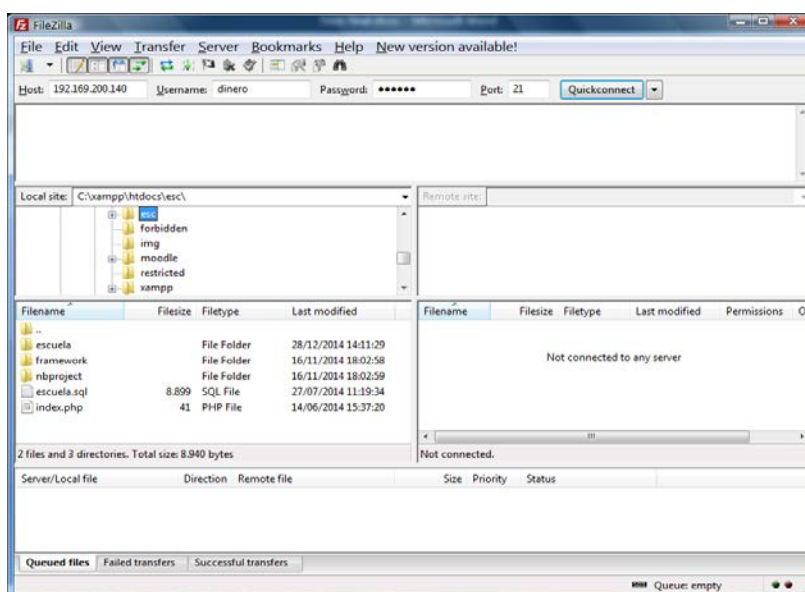 FileZilla
File Edit View Transfer Server Bookmarks Help New version available!
Host: 192.169.200.140 Username: dinero Password: •••••• Port: 21 Quickconnect
Local site: C:\xampp\htdocs\esc\ Remote site:
esc
forbidden
img
moodle
restricted
xampp
Filename Filesize Filetype Last modified Filename Filesize Filetype Last modified Permissions O
..
escuela File Folder 28/12/2014 14:11:29
framework File Folder 16/11/2014 18:02:58
nbproject File Folder 16/11/2014 18:02:59
escuela.sql 8.899 SQL File 27/07/2014 11:19:34
index.php 41 PHP File 14/06/2014 15:37:20
Not connected to any server
2 files and 3 directories. Total size: 8.940 bytes Not connected.
Server/Local file Direction Remote file Size Priority Status
Queued files Failed transfers Successful transfers
Queue: empty